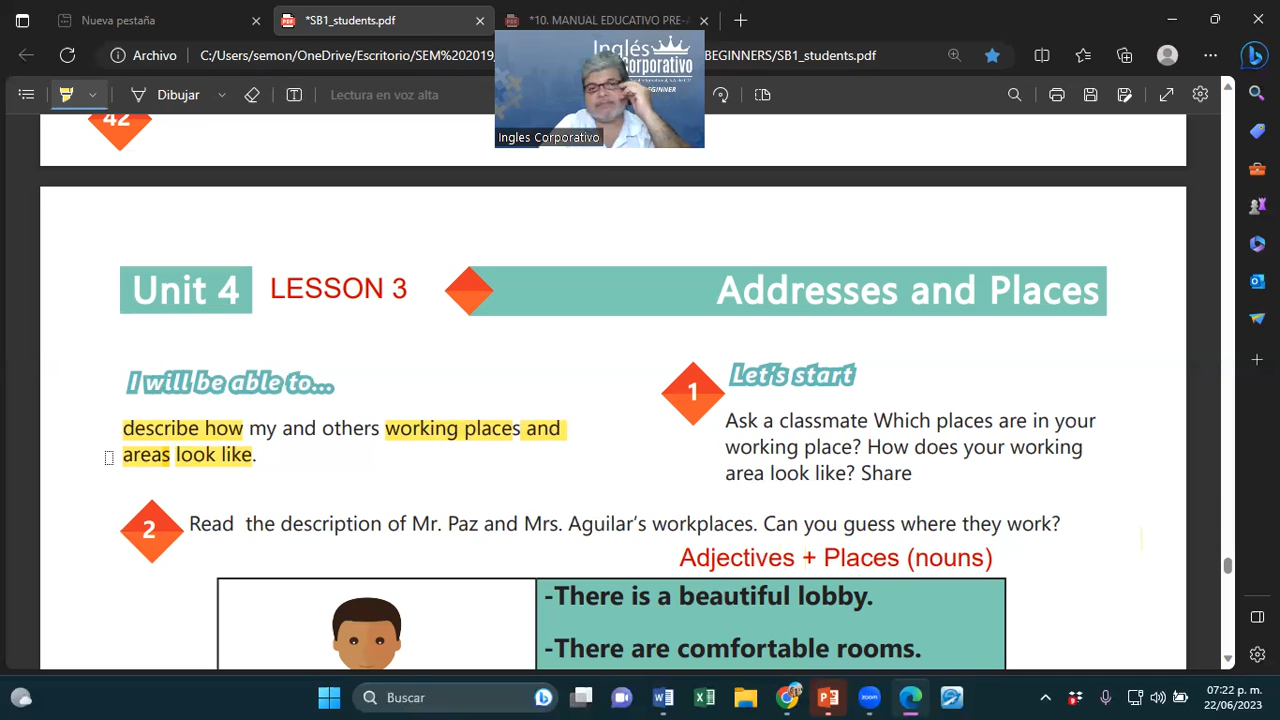 Nueva pestaña
*SB1_students.pdf
*10. MANUAL EDUCATIVO PRE-A
Archivo
C:/Users/semon/OneDrive/Escritorio/SEM%202019/
BEGINNERS/SB1_students.pdf
Dibujar
Lectura en voz alta
Inglés
Corporativo
BEGINNER
Ingles Corporativo
42
Unit 4
LESSON 3
Addresses and Places
I will be able to...
describe how my and others working places and
areas look like.
1
Let's start
Ask a classmate Which places are in your
working place? How does your working
area look like? Share
2
Read the description of Mr. Paz and Mrs. Aguilar's workplaces. Can you guess where they work?
Adjectives + Places (nouns)
-There is a beautiful lobby.
-There are comfortable rooms.
Buscar
07:22 p. m.
22/06/2023